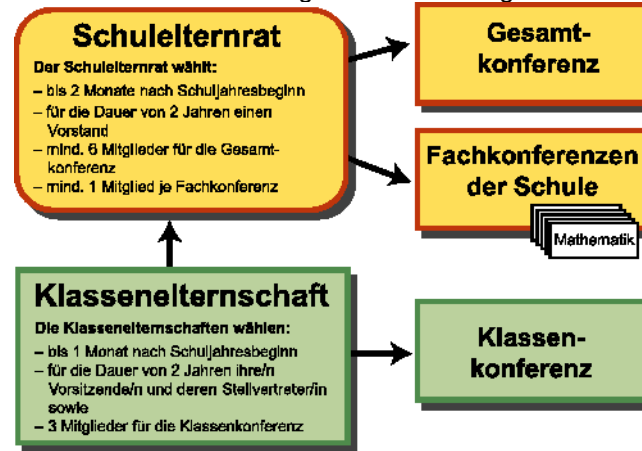 Schulelternrat
Der Schulelternrat wählt:
– bis 2 Monate nach Schuljahresbeginn
– für die Dauer von 2 Jahren einen
Vorstand
– mind. 6 Mitglieder für die Gesamt-
konferenz
– mind. 1 Mitglied je Fachkonferenz
Gesamt-
konferenz
Fachkonferenzen
der Schule
Mathematik
Klassenelternschaft
Die Klassenelternschaften wählen:
– bis 1 Monat nach Schuljahresbeginn
– für die Dauer von 2 Jahren ihre/n
Vorsitzende/n und deren Stellvertreter/in
sowie
– 3 Mitglieder für die Klassenkonferenz
Klassen-
konferenz